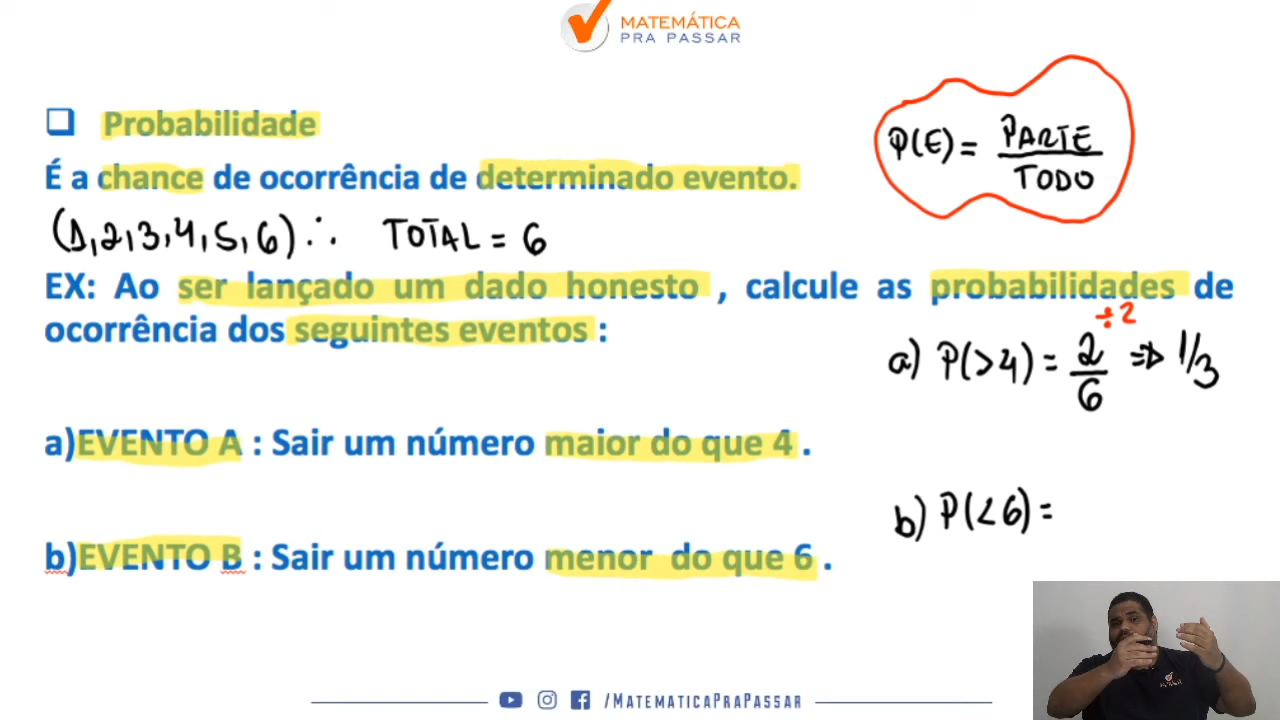 MATEMÁTICA
PRA PASSAR
Probabilidade
É a chance de ocorrência de determinado evento.
P(E) = PARTE / TODO
(1,2,3,4,5,6) ∴ TOTAL = 6
EX: Ao ser lançado um dado honesto , calcule as probabilidades de
ocorrência dos seguintes eventos :
÷2
a) P(>4) = 2/6 ⇒ 1/3
a)EVENTO A : Sair um número maior do que 4 .
b) P(<6) =
b)EVENTO B : Sair um número menor do que 6 .
/MATEMATICAPRAPASSAR